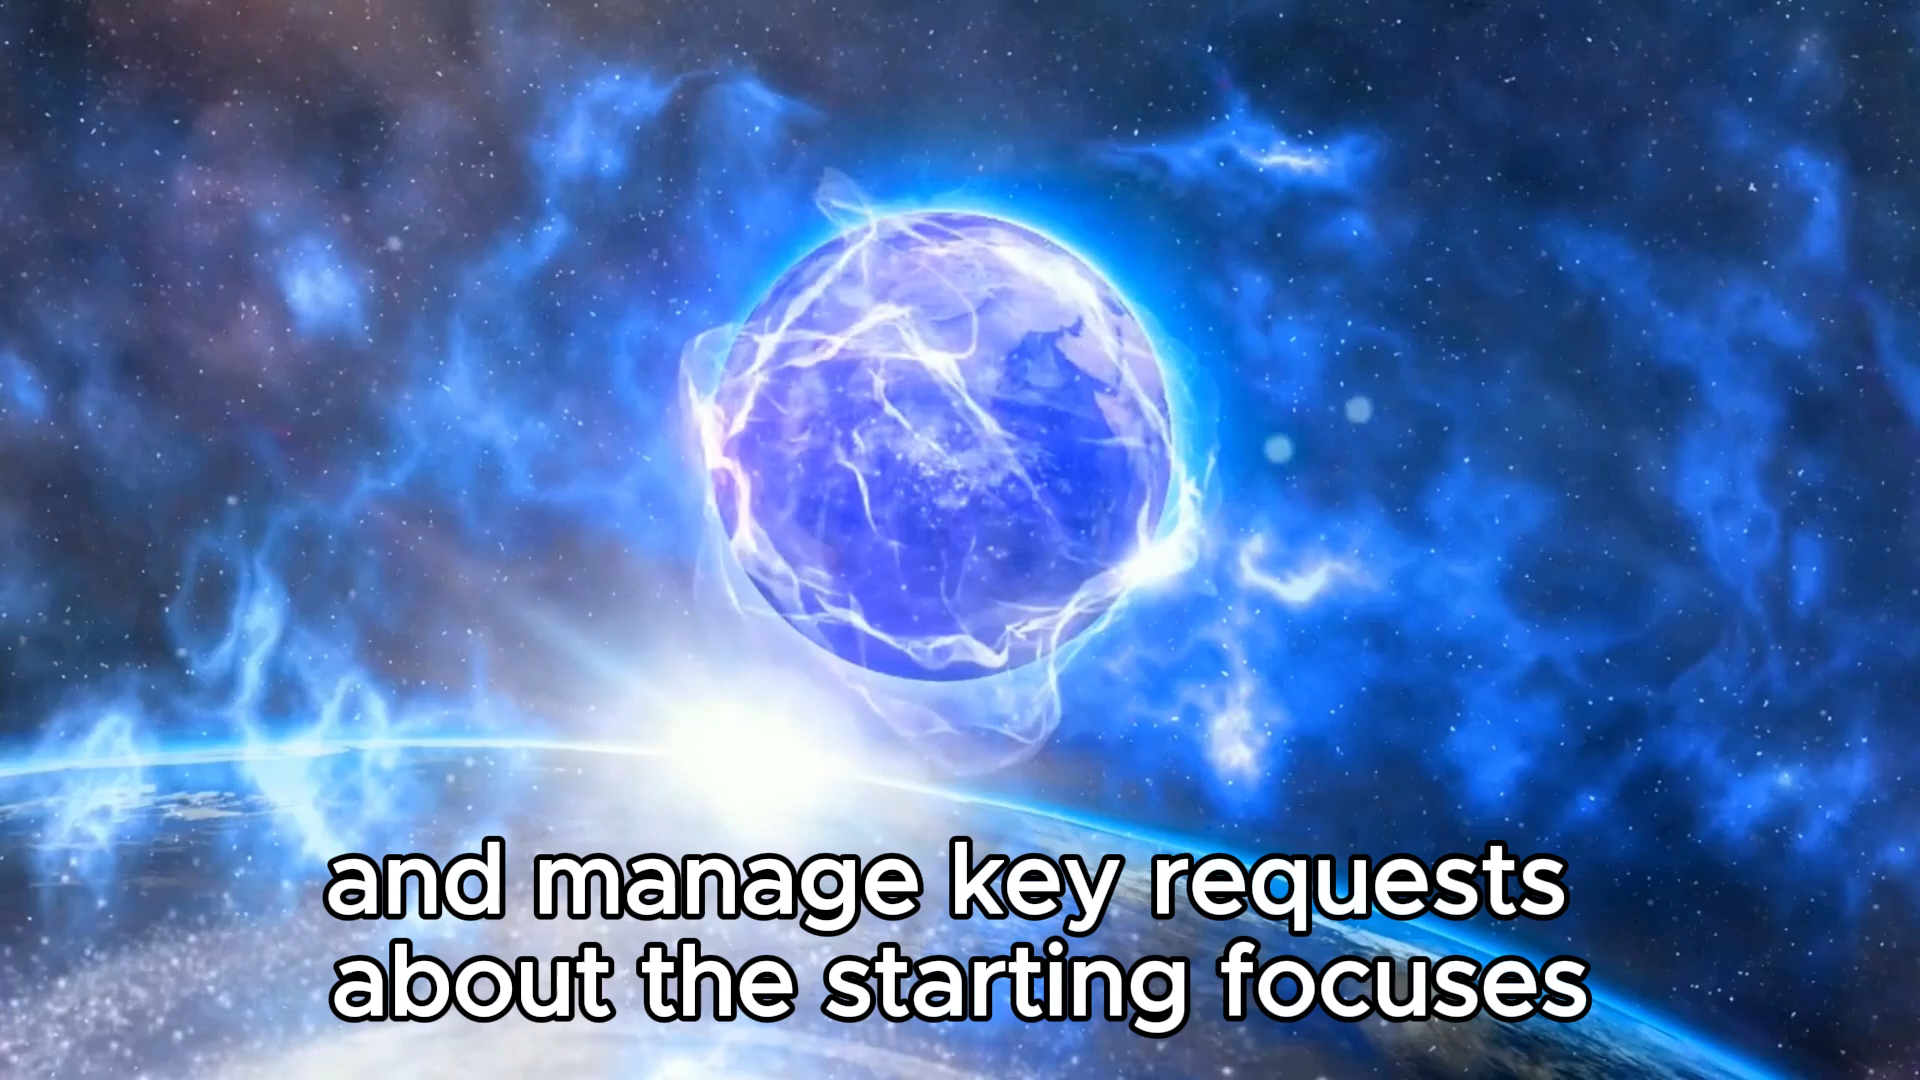 and manage key requests
about the starting focuses